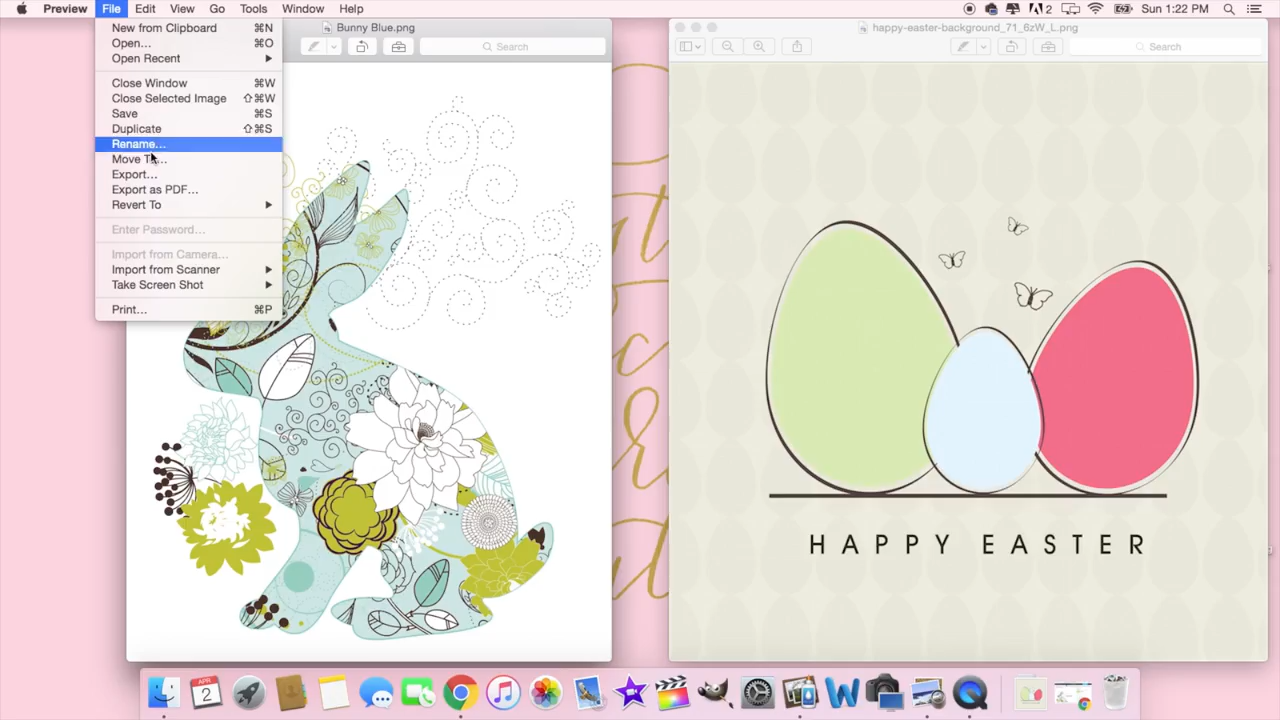 Preview File Edit View Go Tools Window Help 2 Sun 1:22 PM
Bunny Blue.png
Search
happy-easter-background_71_6zW_L.png
Search
New from Clipboard ⌘N
Open... ⌘O
Open Recent
Close Window ⌘W
Close Selected Image ⇧⌘W
Save ⌘S
Duplicate ⇧⌘S
Rename...
Move To...
Export...
Export as PDF...
Revert To
Enter Password...
Import from Camera...
Import from Scanner
Take Screen Shot
Print... ⌘P
HAPPY EASTER
APR
2